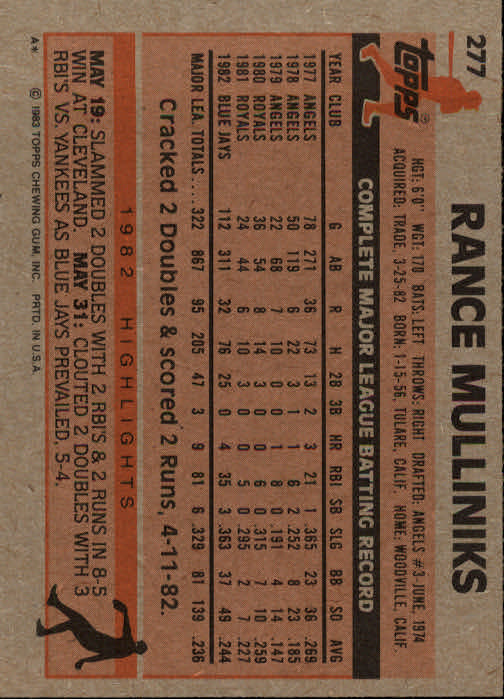 277
RANCE MULLINIKS
topps®
HGT: 6'0" WGT: 170 BATS: LEFT THROWS: RIGHT DRAFTED: ANGELS #3-JUNE, 1974
ACQUIRED: TRADE, 3-25-82 BORN: 1-15-56, TULARE, CALIF. HOME: WOODVILLE, CALIF.
COMPLETE MAJOR LEAGUE BATTING RECORD
YEAR CLUB G AB R H 2B 3B HR RBI SB SLG BB SO AVG
1977 ANGELS 78 271 36 73 13 2 3 21 1 .365 23 36 .269
1978 ANGELS 50 119 6 22 3 1 1 6 2 .252 8 23 .185
1979 ANGELS 22 68 7 10 0 0 1 8 0 .191 4 14 .147
1980 ROYALS 36 54 8 14 3 0 0 6 0 .315 7 10 .259
1981 ROYALS 24 44 6 10 3 0 0 5 0 .295 2 7 .227
1982 BLUE JAYS 112 311 32 76 25 0 4 35 3 .363 37 49 .244
MAJOR LEA. TOTALS .... 322 867 95 205 47 3 9 81 6 .329 81 139 .236
Cracked 2 Doubles & scored 2 Runs, 4-11-82.
1982 HIGHLIGHTS
MAY 19: SLAMMED 2 DOUBLES WITH 2 RBI'S & 2 RUNS IN 8-5
WIN AT CLEVELAND. MAY 31: CLOUTED 2 DOUBLES WITH 3
RBI'S VS. YANKEES AS BLUE JAYS PREVAILED, 5-4.
A* © 1983 TOPPS CHEWING GUM, INC. PRTD. IN U.S.A.